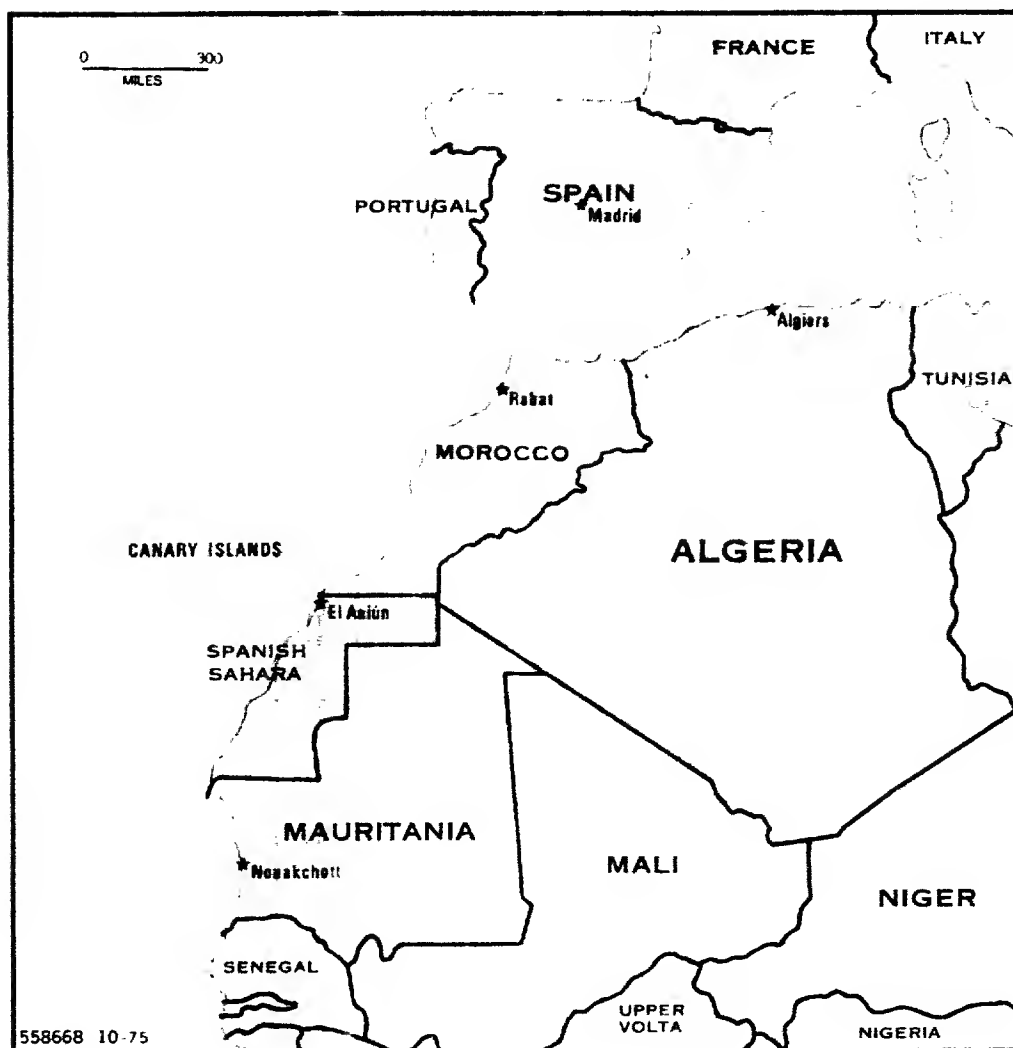 0 300
MILES
FRANCE
ITALY
SPAIN
Madrid
PORTUGAL
Algiers
TUNISIA
Rabat
MOROCCO
CANARY ISLANDS
ALGERIA
El Aaiún
SPANISH
SAHARA
MAURITANIA
Nouakchott
MALI
NIGER
SENEGAL
UPPER
VOLTA
NIGERIA
558668 10-75